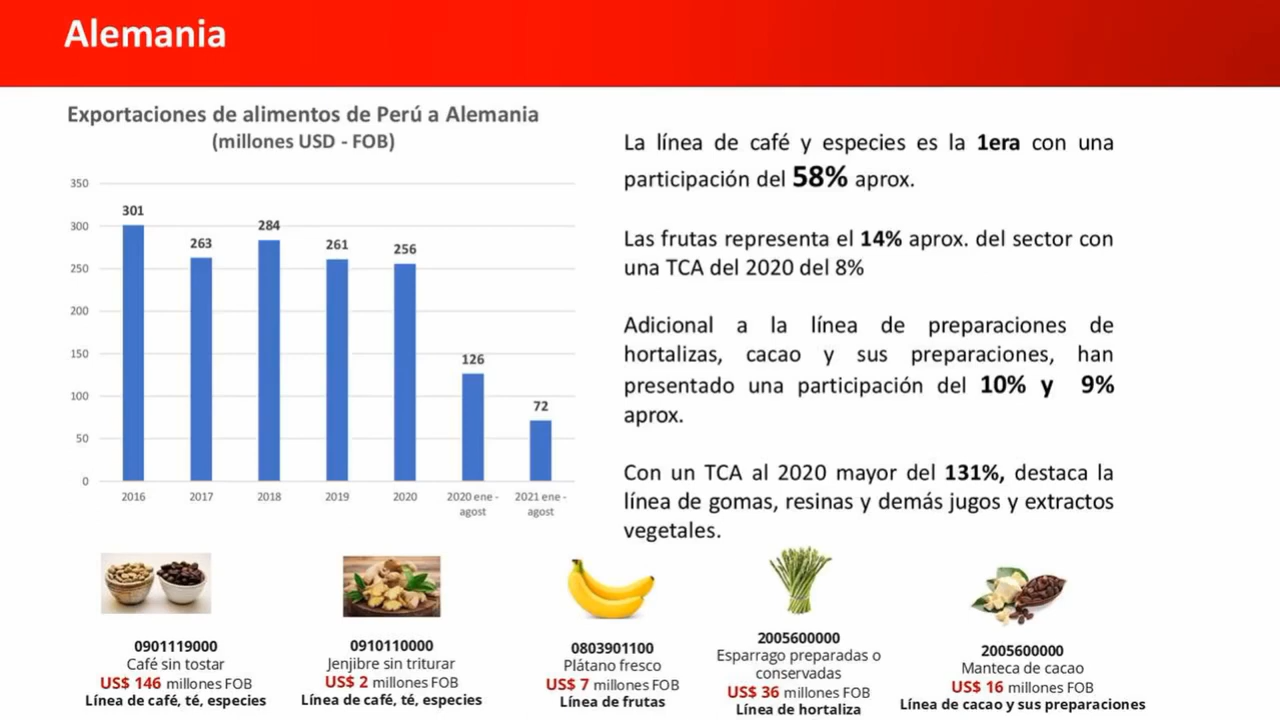 Alemania
Exportaciones de alimentos de Perú a Alemania
(millones USD - FOB)
350
300
250
200
150
100
50
0
301
263
284
261
256
126
72
2016
2017
2018
2019
2020
2020 ene -
agost
2021 ene -
agost
La línea de café y especies es la 1era con una
participación del 58% aprox.
Las frutas representa el 14% aprox. del sector con
una TCA del 2020 del 8%
Adicional a la línea de preparaciones de
hortalizas, cacao y sus preparaciones, han
presentado una participación del 10% y 9%
aprox.
Con un TCA al 2020 mayor del 131%, destaca la
línea de gomas, resinas y demás jugos y extractos
vegetales.
0901119000
Café sin tostar
US$ 146 millones FOB
Línea de café, té, especies
0910110000
Jenjibre sin triturar
US$ 2 millones FOB
Línea de café, té, especies
0803901100
Plátano fresco
US$ 7 millones FOB
Línea de frutas
2005600000
Esparrago preparadas o
conservadas
US$ 36 millones FOB
Línea de hortaliza
2005600000
Manteca de cacao
US$ 16 millones FOB
Línea de cacao y sus preparaciones